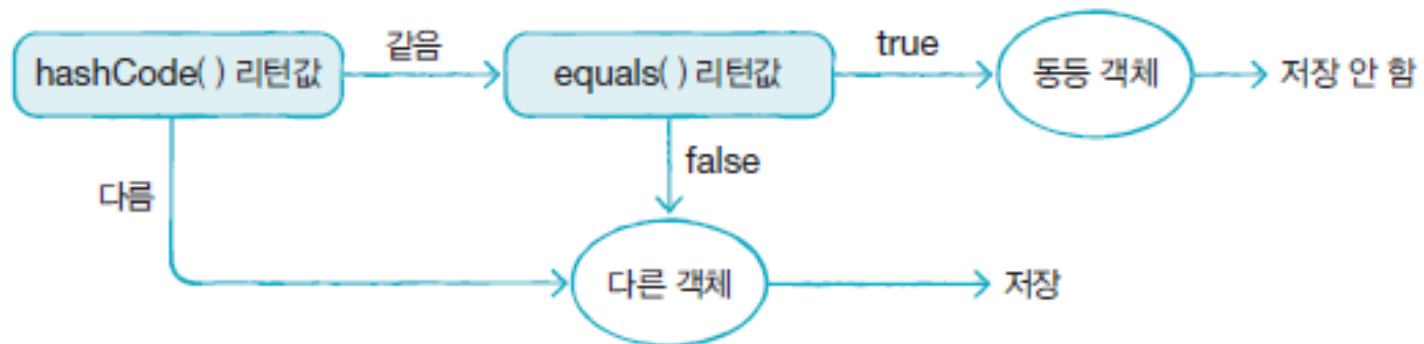 hashCode( ) 리턴값
같음
equals( ) 리턴값
true
동등 객체
저장 안 함
다름
false
다른 객체
저장